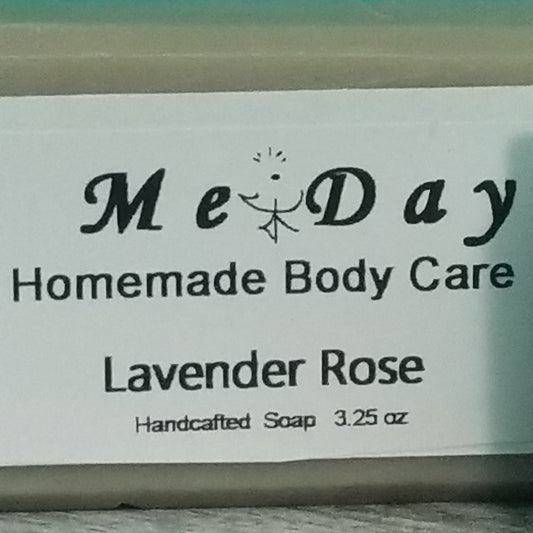 Me Day
Homemade Body Care
Lavender Rose
Handcafted Soap 3.25 oz